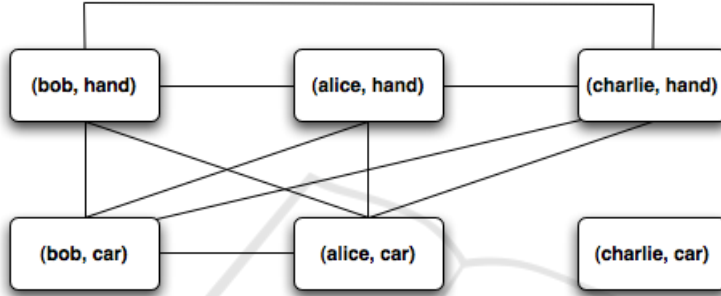 (bob, hand)
(alice, hand)
(charlie, hand)
(bob, car)
(alice, car)
(charlie, car)